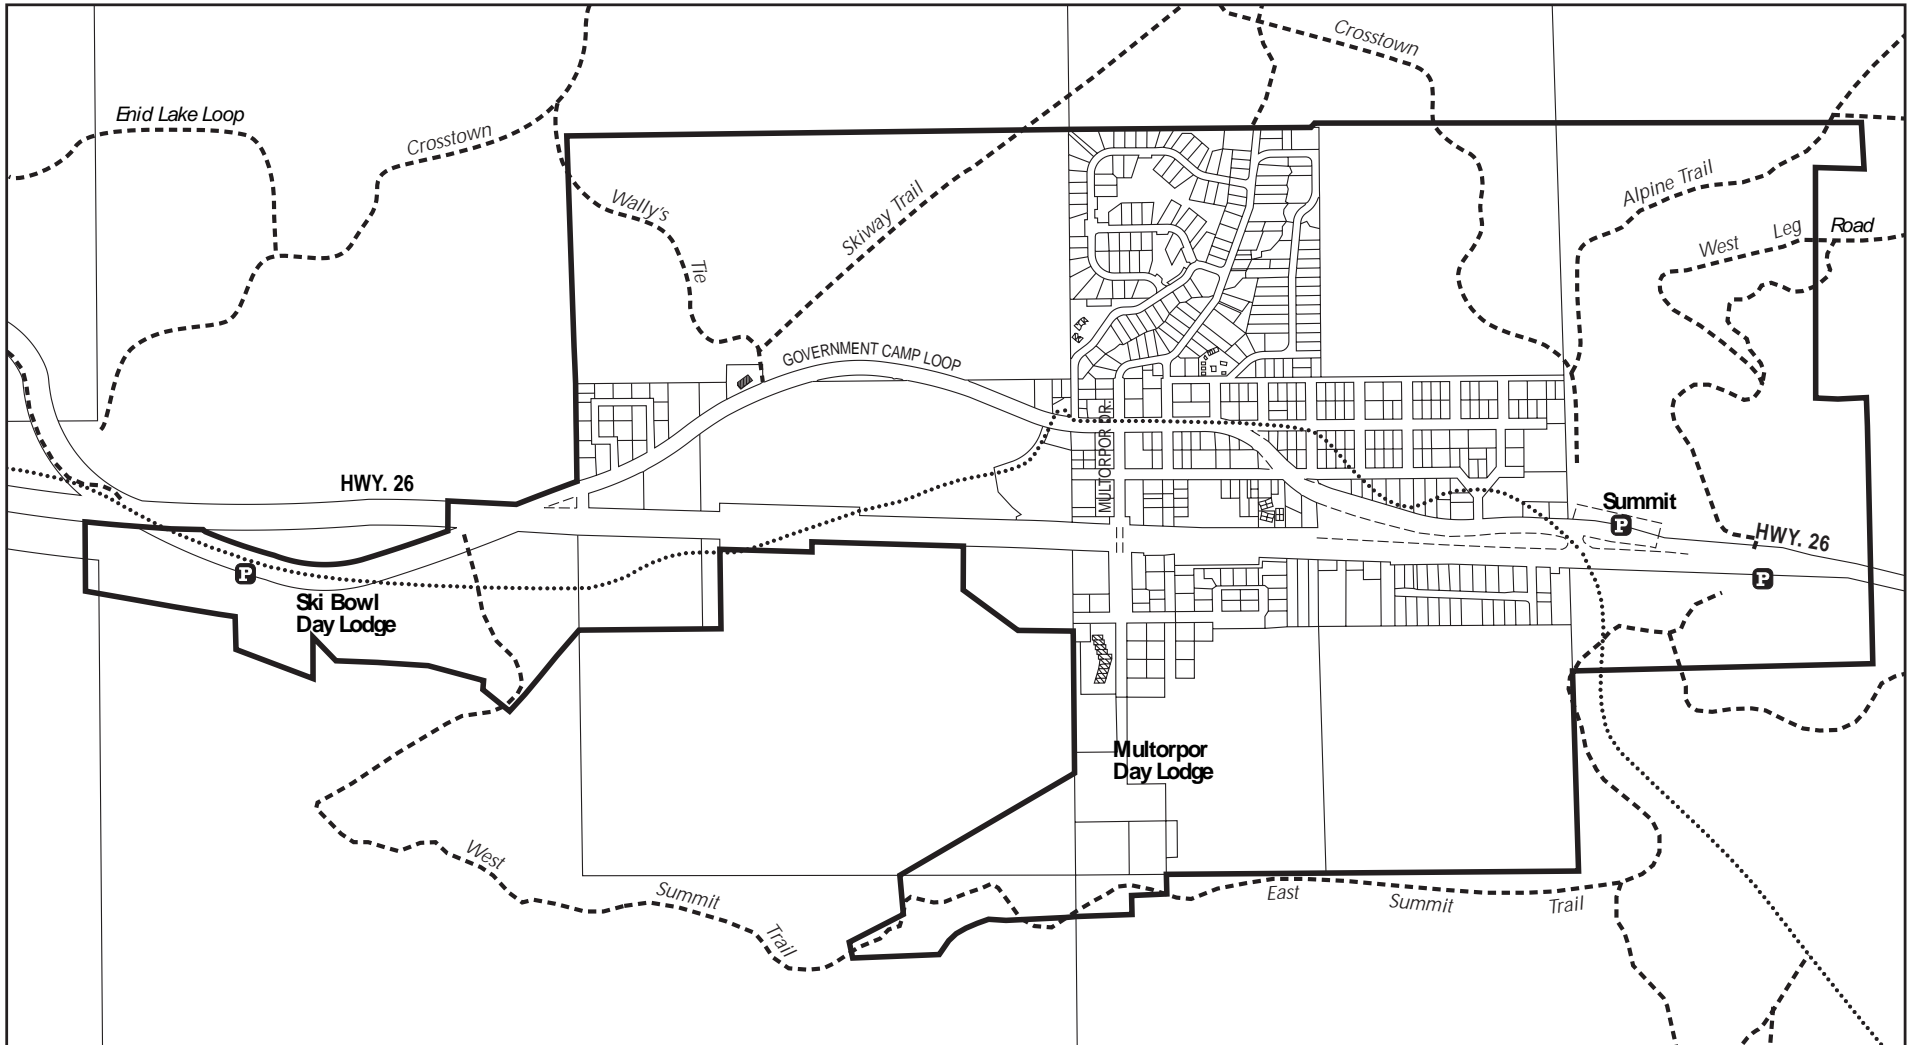 Crosstown
Enid Lake Loop
Crosstown
Wally's
Tie
Skiway Trail
Alpine Trail
West Leg Road
GOVERNMENT CAMP LOOP
MULTORPOR DR.
HWY. 26
Summit
P
HWY. 26
P
P
Ski Bowl
Day Lodge
Multorpor
Day Lodge
West Summit Trail
East Summit Trail